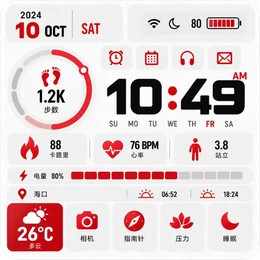 2024
10 OCT SAT
80
1.2K
步数
10:49 AM
SU MO TU WE TH FR SA
88
卡路里
76 BPM
心率
3.8
站立
电量 80%
海口
06:52
18:24
26°C
多云
相机
指南针
压力
睡眠